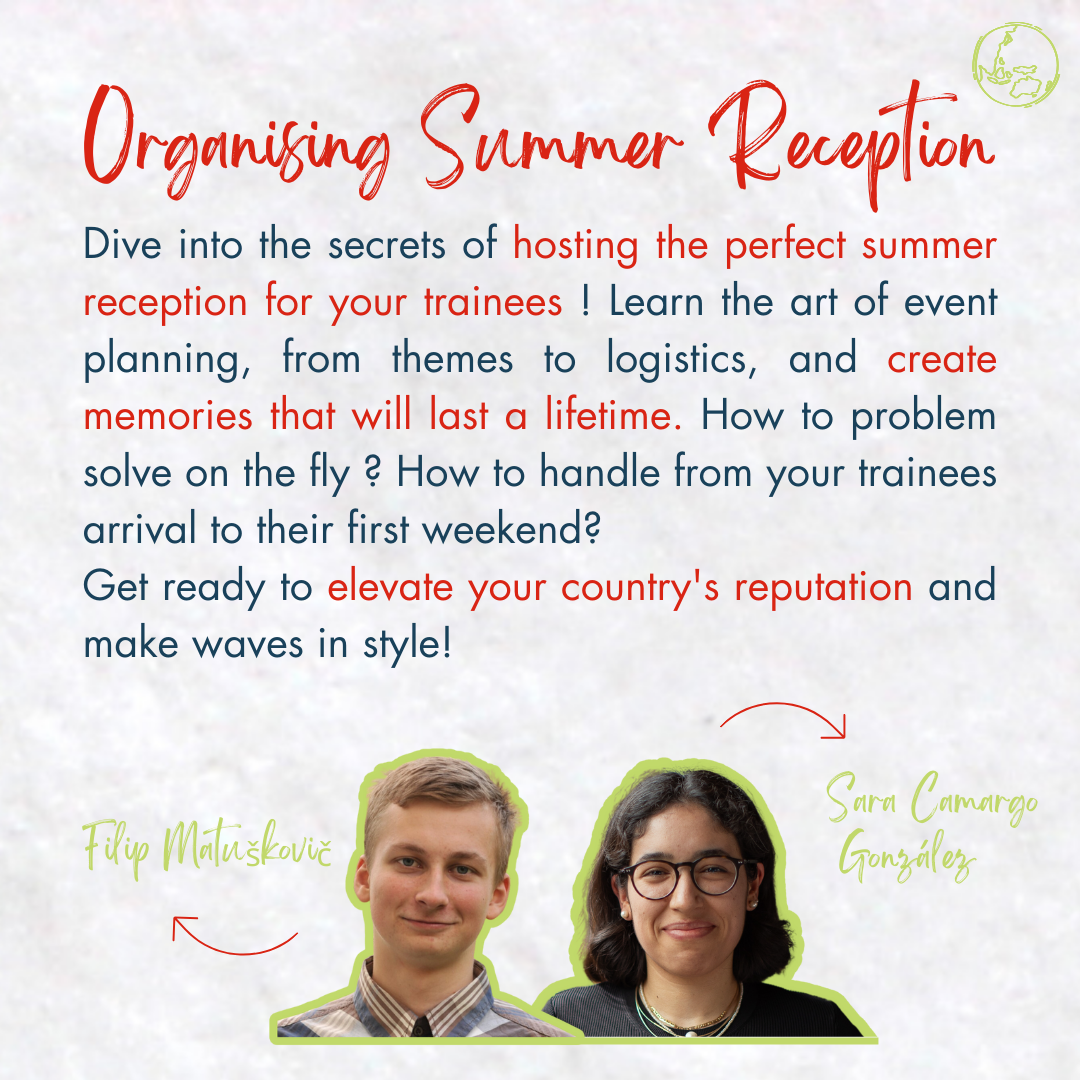 Organising Summer Reception
Dive into the secrets of hosting the perfect summer
reception for your trainees ! Learn the art of event
planning, from themes to logistics, and create
memories that will last a lifetime. How to problem
solve on the fly ? How to handle from your trainees
arrival to their first weekend?
Get ready to elevate your country's reputation and
make waves in style!
Filip Matuškovič
Sara Camargo
González